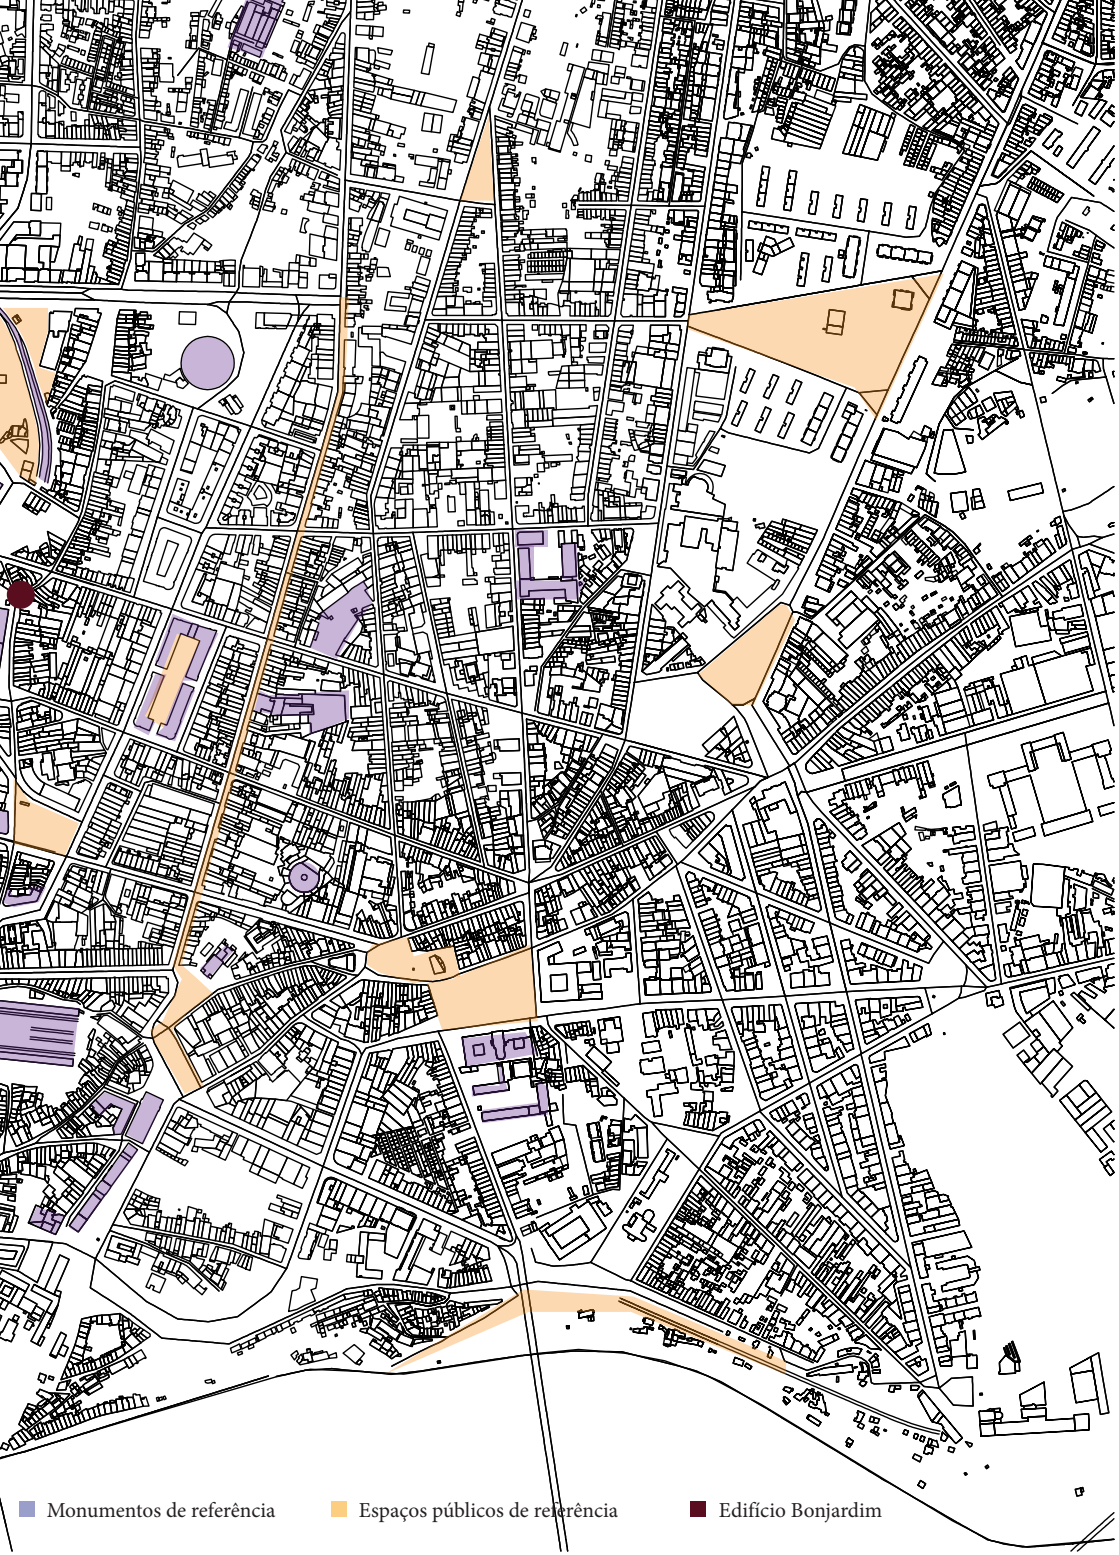 Monumentos de referência
Espaços públicos de referência
Edifício Bonjardim